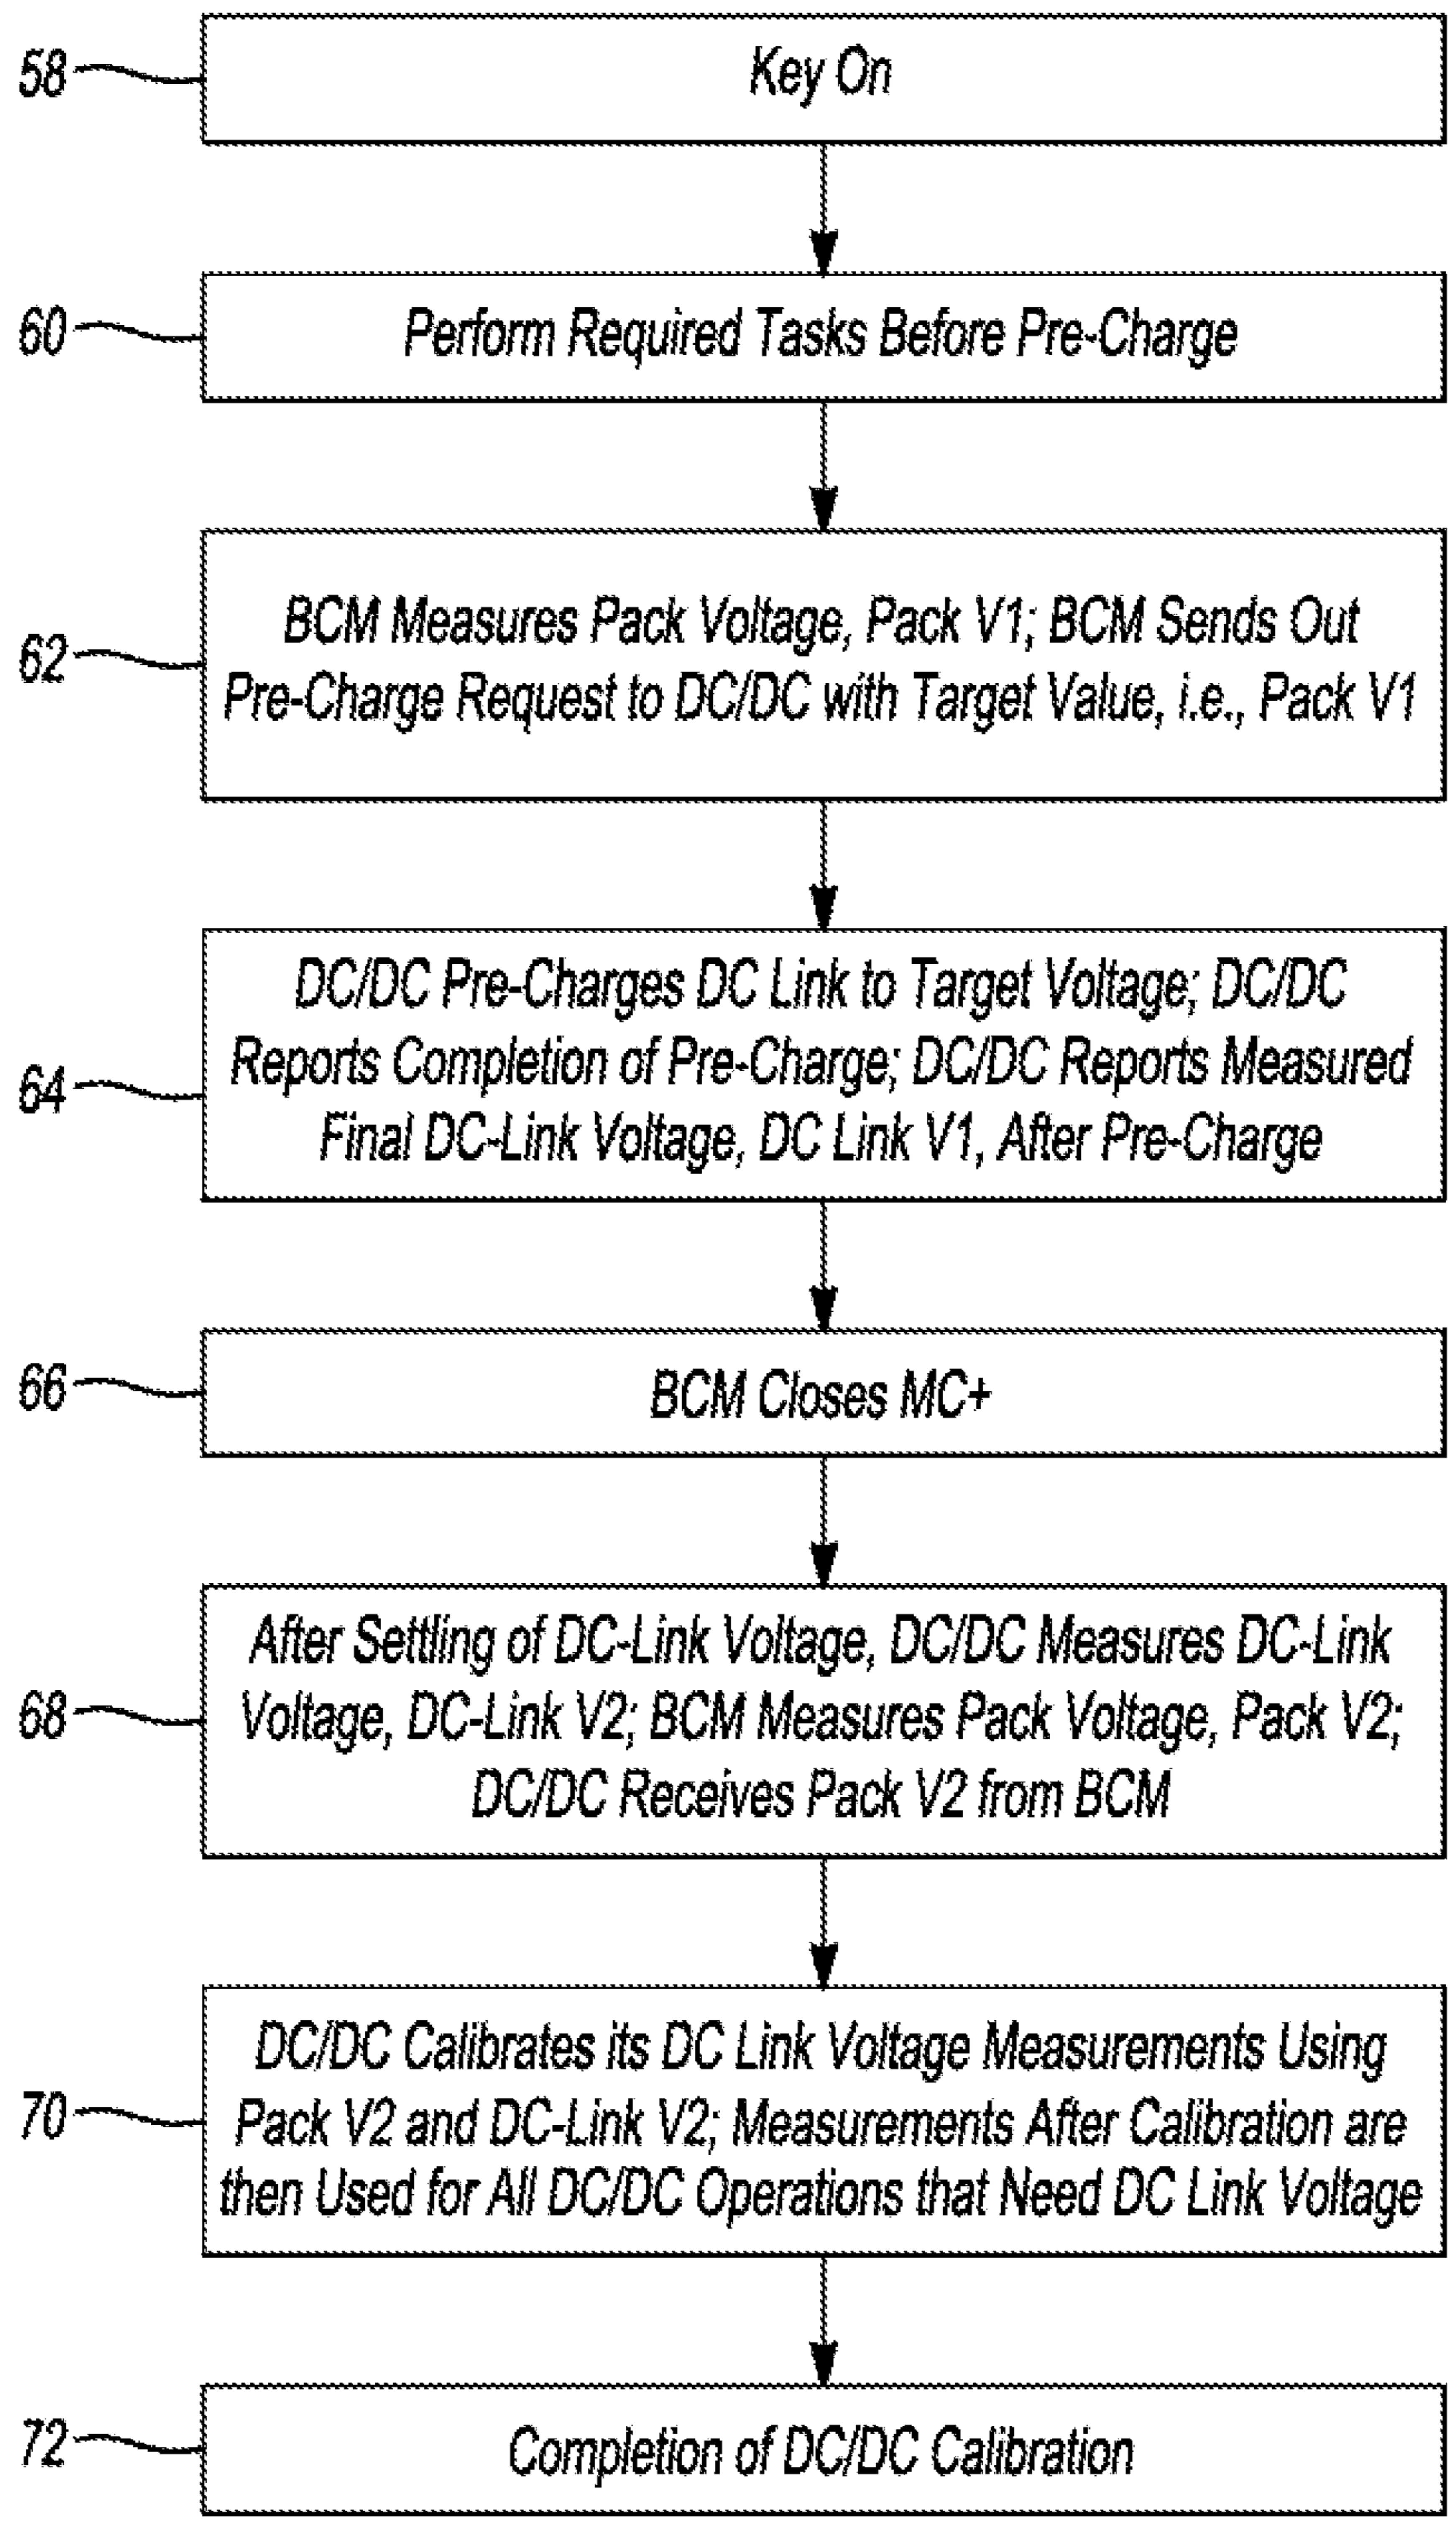 58
Key On
60
Perform Required Tasks Before Pre-Charge
62
BCM Measures Pack Voltage, Pack V1; BCM Sends Out
Pre-Charge Request to DC/DC with Target Value, i.e., Pack V1
64
DC/DC Pre-Charges DC Link to Target Voltage; DC/DC
Reports Completion of Pre-Charge; DC/DC Reports Measured
Final DC-Link Voltage, DC Link V1, After Pre-Charge
66
BCM Closes MC+
68
After Settling of DC-Link Voltage, DC/DC Measures DC-Link
Voltage, DC-Link V2; BCM Measures Pack Voltage, Pack V2;
DC/DC Receives Pack V2 from BCM
70
DC/DC Calibrates its DC Link Voltage Measurements Using
Pack V2 and DC-Link V2; Measurements After Calibration are
then Used for All DC/DC Operations that Need DC Link Voltage
72
Completion of DC/DC Calibration